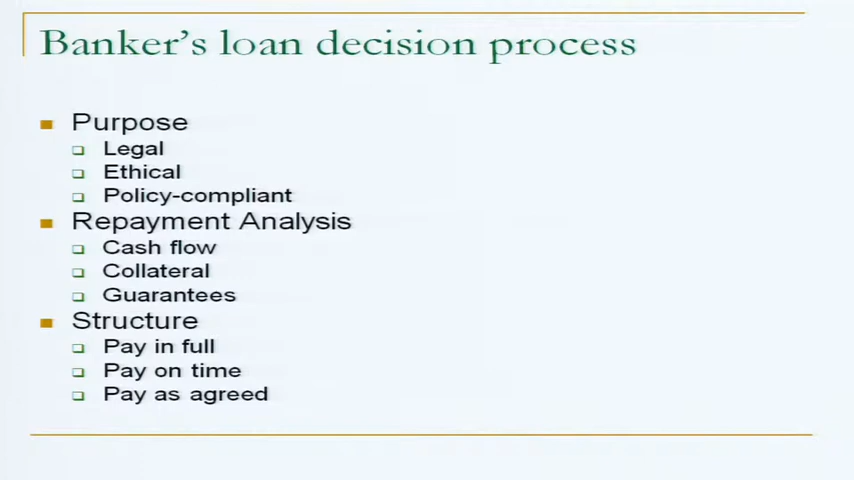 Banker's loan decision process
Purpose
Legal
Ethical
Policy-compliant
Repayment Analysis
Cash flow
Collateral
Guarantees
Structure
Pay in full
Pay on time
Pay as agreed